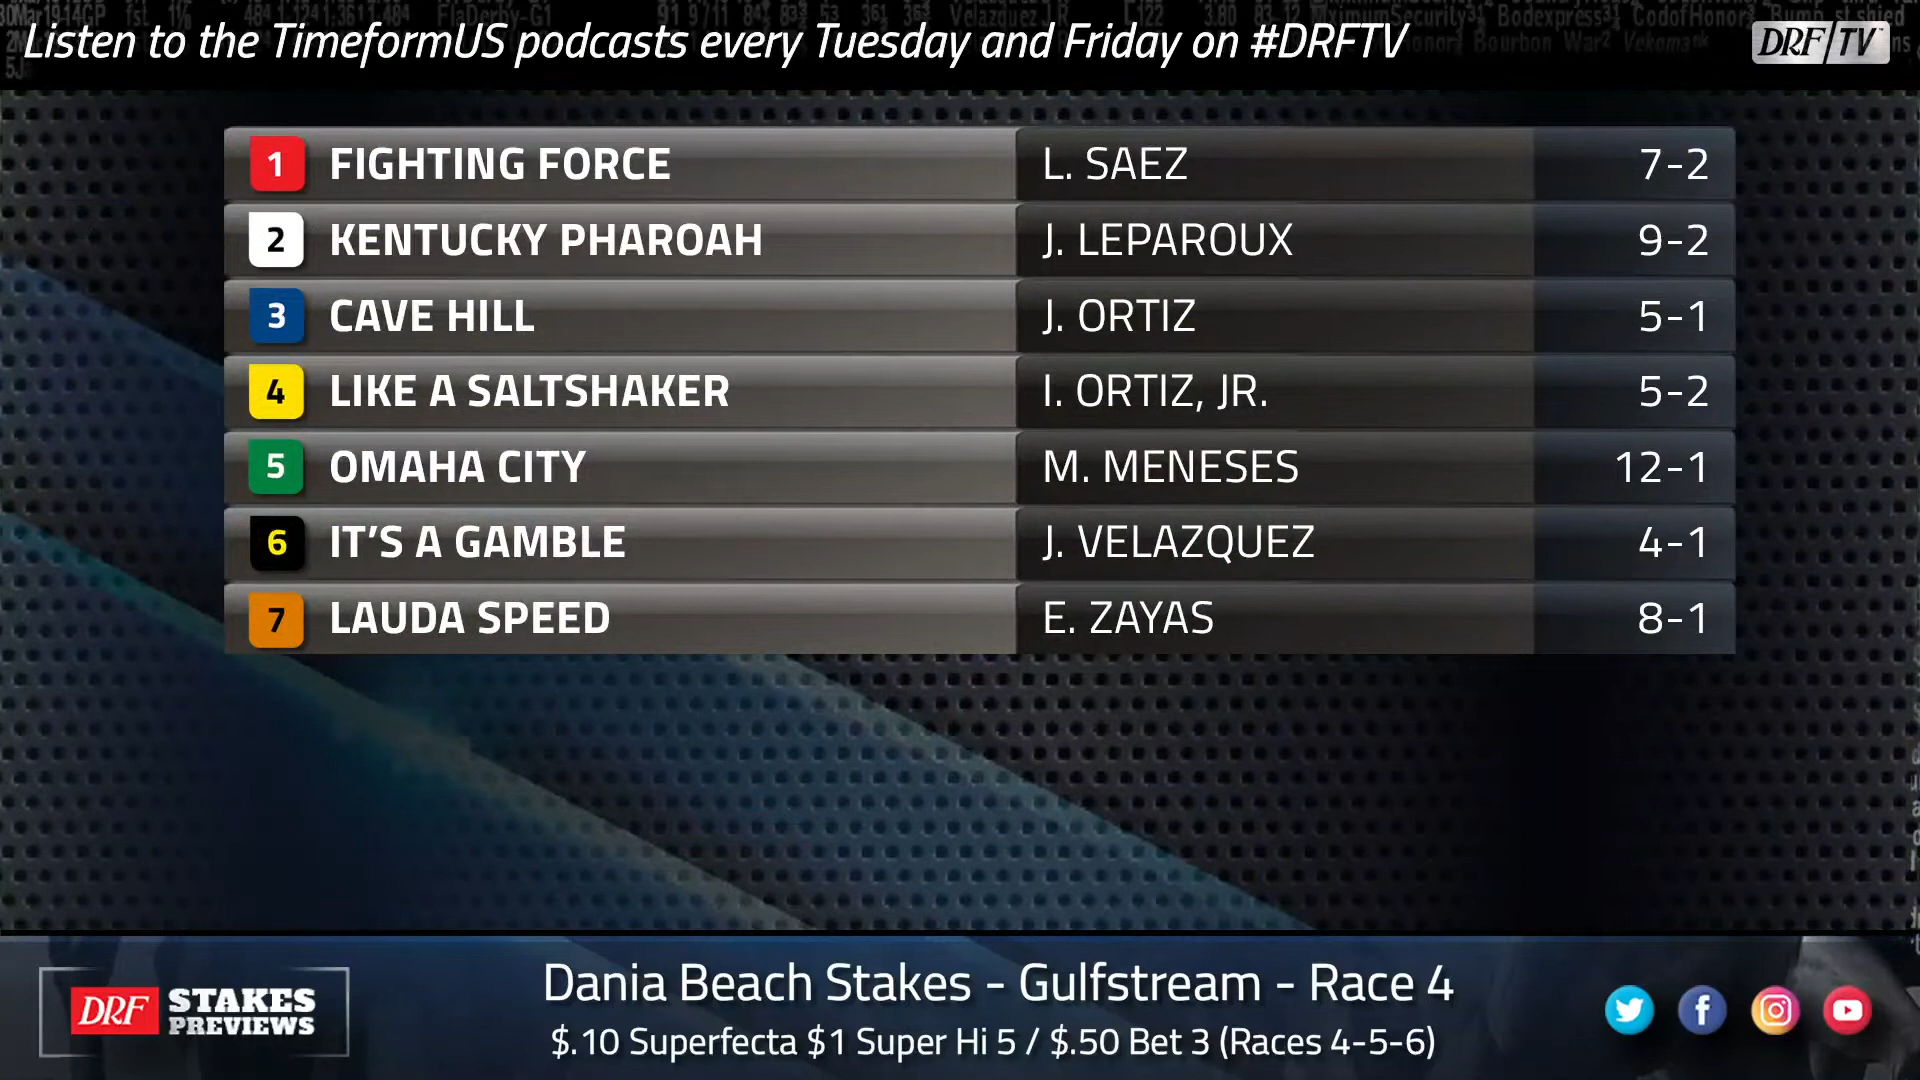 Listen to the TimeformUS podcasts every Tuesday and Friday on #DRFTV
DRF/TV
1 FIGHTING FORCE L. SAEZ 7-2
2 KENTUCKY PHAROAH J. LEPAROUX 9-2
3 CAVE HILL J. ORTIZ 5-1
4 LIKE A SALTSHAKER I. ORTIZ, JR. 5-2
5 OMAHA CITY M. MENESES 12-1
6 IT'S A GAMBLE J. VELAZQUEZ 4-1
7 LAUDA SPEED E. ZAYAS 8-1
DRF STAKES
PREVIEWS
Dania Beach Stakes - Gulfstream - Race 4
$.10 Superfecta $1 Super Hi 5 / $.50 Bet 3 (Races 4-5-6)